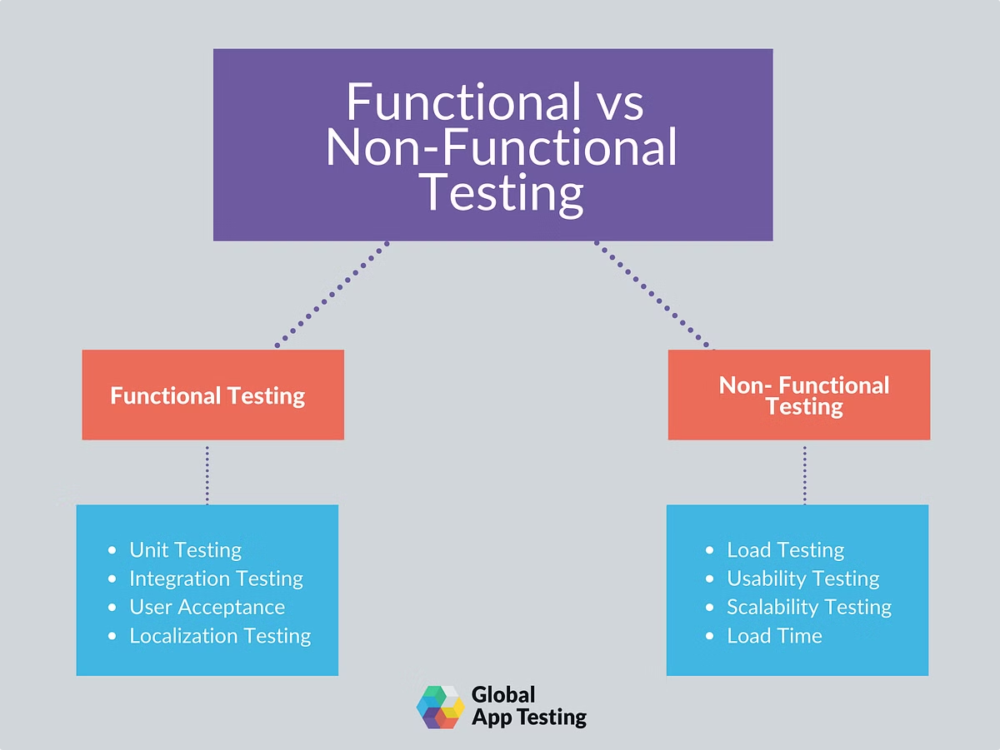 Functional vs
Non-Functional
Testing
Functional Testing
Non- Functional
Testing
• Unit Testing
• Integration Testing
• User Acceptance
• Localization Testing
• Load Testing
• Usability Testing
• Scalability Testing
• Load Time
Global
App Testing